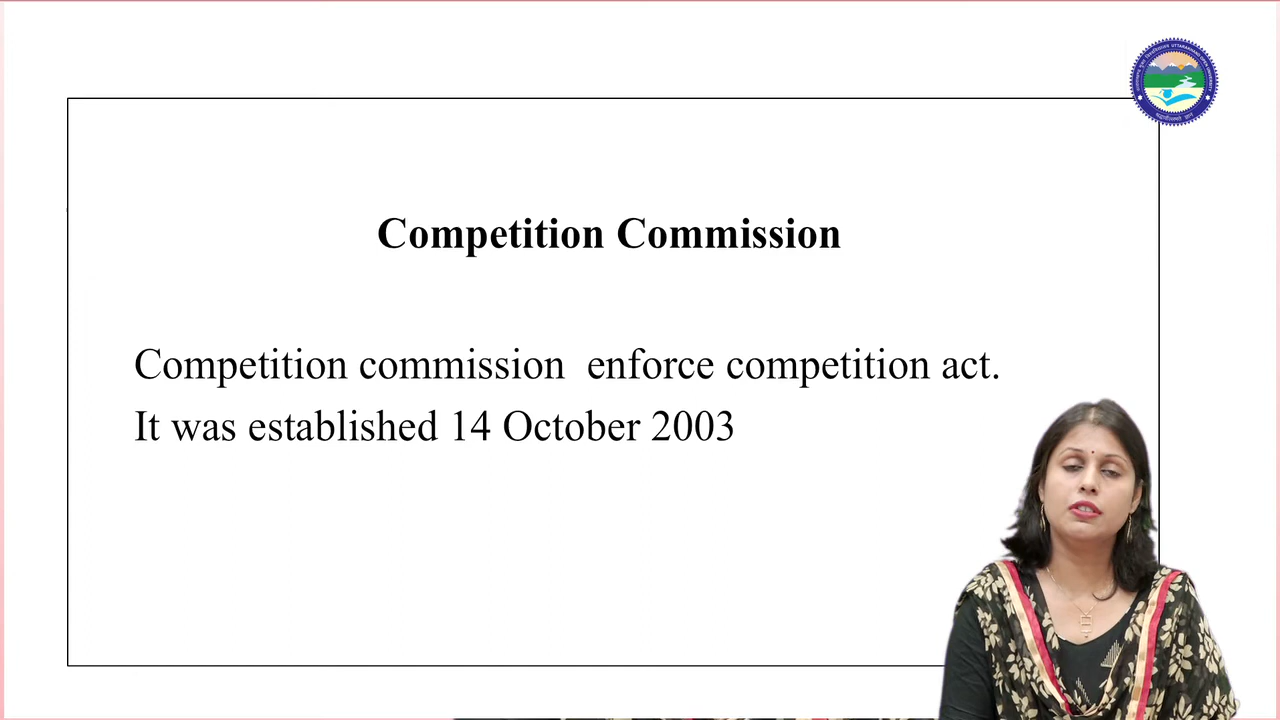 Competition Commission
Competition commission  enforce competition act.
It was established 14 October 2003